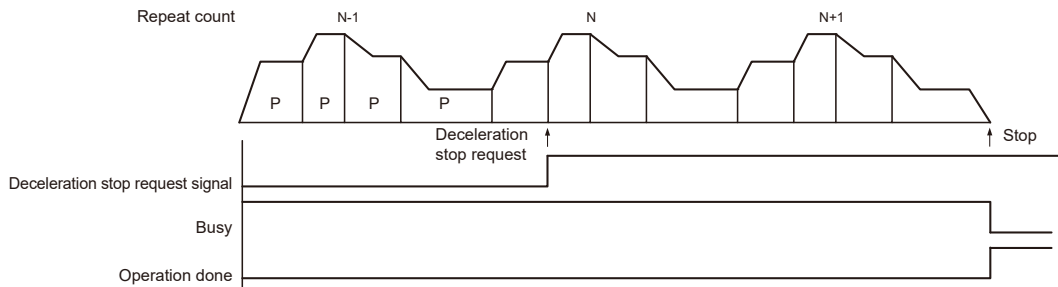 Repeat count N-1 N N+1
P P P P
Deceleration
stop request
Stop
Deceleration stop request signal
Busy
Operation done